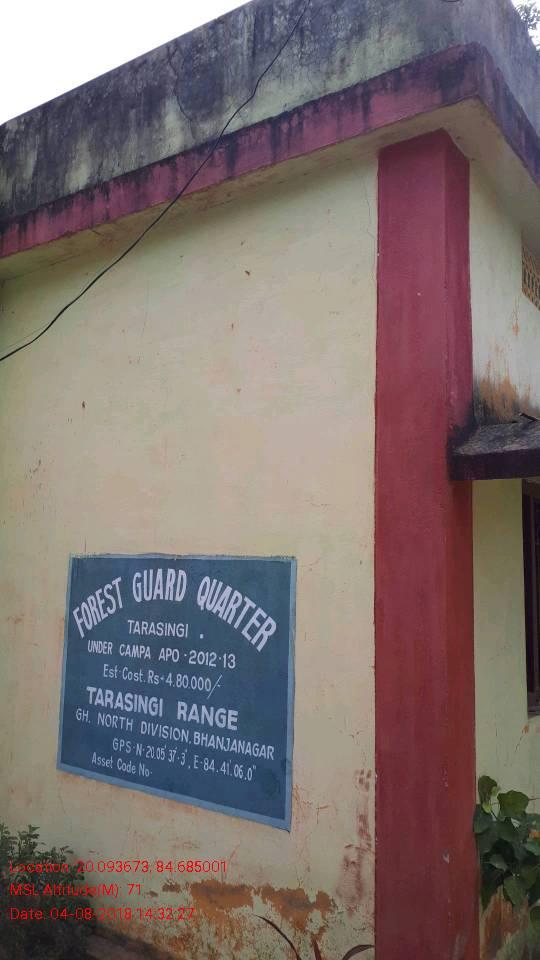 FOREST GUARD QUARTER
TARASINGI.
UNDER CAMPA APO-2012-13
Est Cost. Rs-4.80.000/-
TARASINGI RANGE
GH. NORTH DIVISION, BHANJANAGAR
GPS-N-20.05' 37.3", E-84.41.06.0"
Asset Code No-
Location: 20.093673, 84.685001
MSL Altitude(M): 71
Date: 04-08-2018 14:32:27